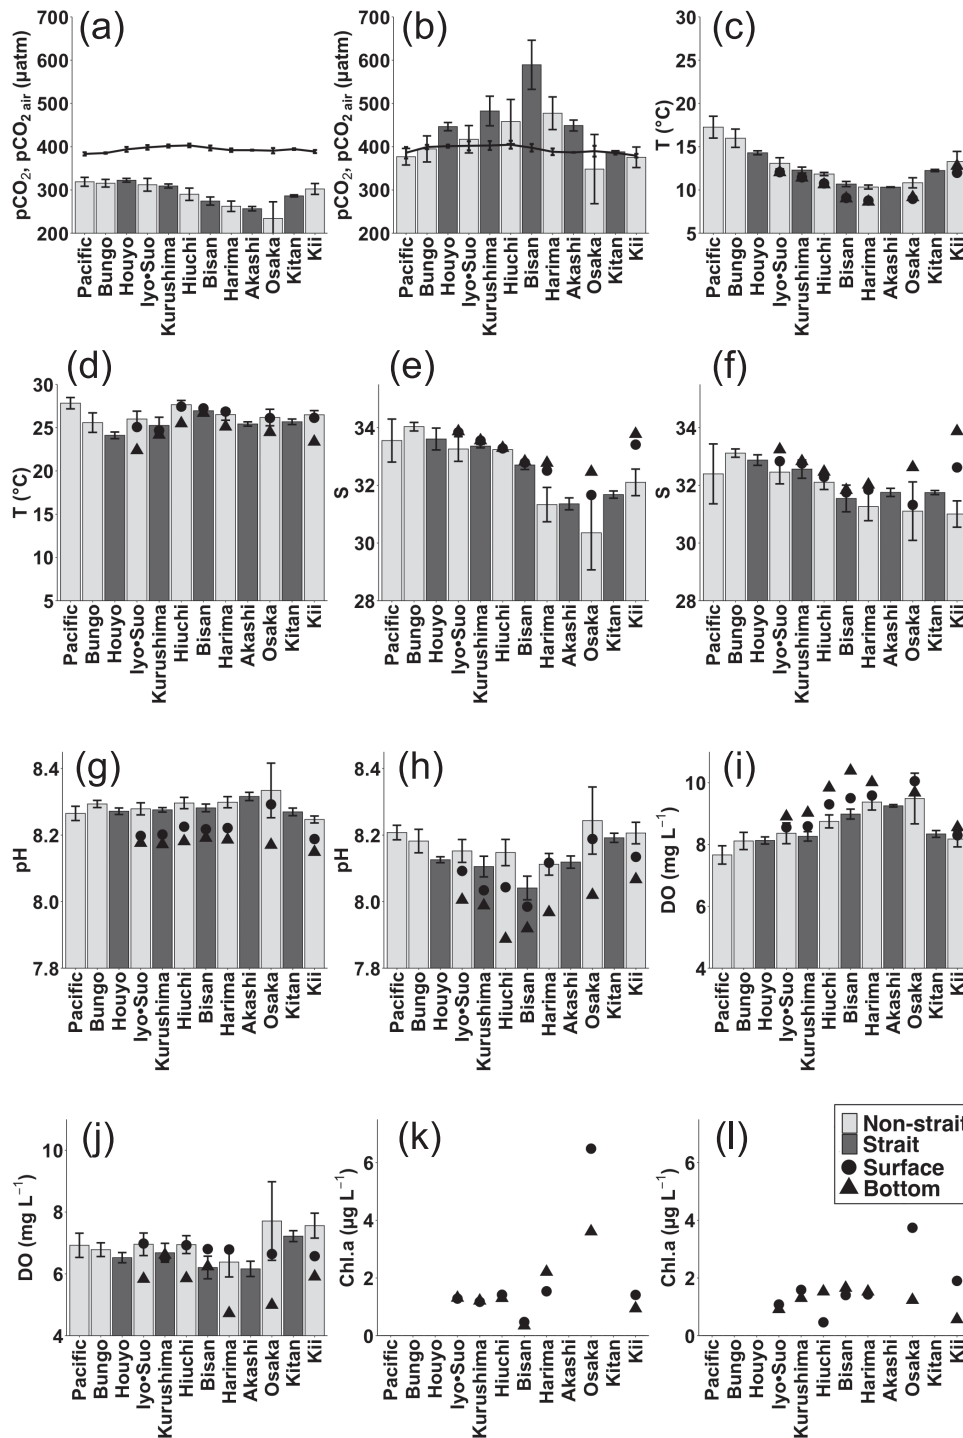 (a)
pCO2, pCO2 air (µatm)
700
600
500
400
300
200
Pacific
Bungo
Houyo
Iyo•Suo
Kurushima
Hiuchi
Bisan
Harima
Akashi
Osaka
Kitan
Kii
(b)
pCO2, pCO2 air (µatm)
700
600
500
400
300
200
Pacific
Bungo
Houyo
Iyo•Suo
Kurushima
Hiuchi
Bisan
Harima
Akashi
Osaka
Kitan
Kii
(c)
T (°C)
30
25
20
15
10
5
Pacific
Bungo
Houyo
Iyo•Suo
Kurushima
Hiuchi
Bisan
Harima
Akashi
Osaka
Kitan
Kii
(d)
T (°C)
30
25
20
15
10
5
Pacific
Bungo
Houyo
Iyo•Suo
Kurushima
Hiuchi
Bisan
Harima
Akashi
Osaka
Kitan
Kii
(e)
S
34
32
30
28
Pacific
Bungo
Houyo
Iyo•Suo
Kurushima
Hiuchi
Bisan
Harima
Akashi
Osaka
Kitan
Kii
(f)
S
34
32
30
28
Pacific
Bungo
Houyo
Iyo•Suo
Kurushima
Hiuchi
Bisan
Harima
Akashi
Osaka
Kitan
Kii
(g)
pH
8.4
8.2
8.0
7.8
Pacific
Bungo
Houyo
Iyo•Suo
Kurushima
Hiuchi
Bisan
Harima
Akashi
Osaka
Kitan
Kii
(h)
pH
8.4
8.2
8.0
7.8
Pacific
Bungo
Houyo
Iyo•Suo
Kurushima
Hiuchi
Bisan
Harima
Akashi
Osaka
Kitan
Kii
(i)
DO (mg L⁻¹)
10
8
6
4
Pacific
Bungo
Houyo
Iyo•Suo
Kurushima
Hiuchi
Bisan
Harima
Akashi
Osaka
Kitan
Kii
(j)
DO (mg L⁻¹)
10
8
6
4
Pacific
Bungo
Houyo
Iyo•Suo
Kurushima
Hiuchi
Bisan
Harima
Akashi
Osaka
Kitan
Kii
(k)
Chl.a (µg L⁻¹)
6
4
2
0
Pacific
Bungo
Houyo
Iyo•Suo
Kurushima
Hiuchi
Bisan
Harima
Akashi
Osaka
Kitan
Kii
(l)
Chl.a (µg L⁻¹)
6
4
2
0
Pacific
Bungo
Houyo
Iyo•Suo
Kurushima
Hiuchi
Bisan
Harima
Akashi
Osaka
Kitan
Kii
Non-strait
Strait
Surface
Bottom